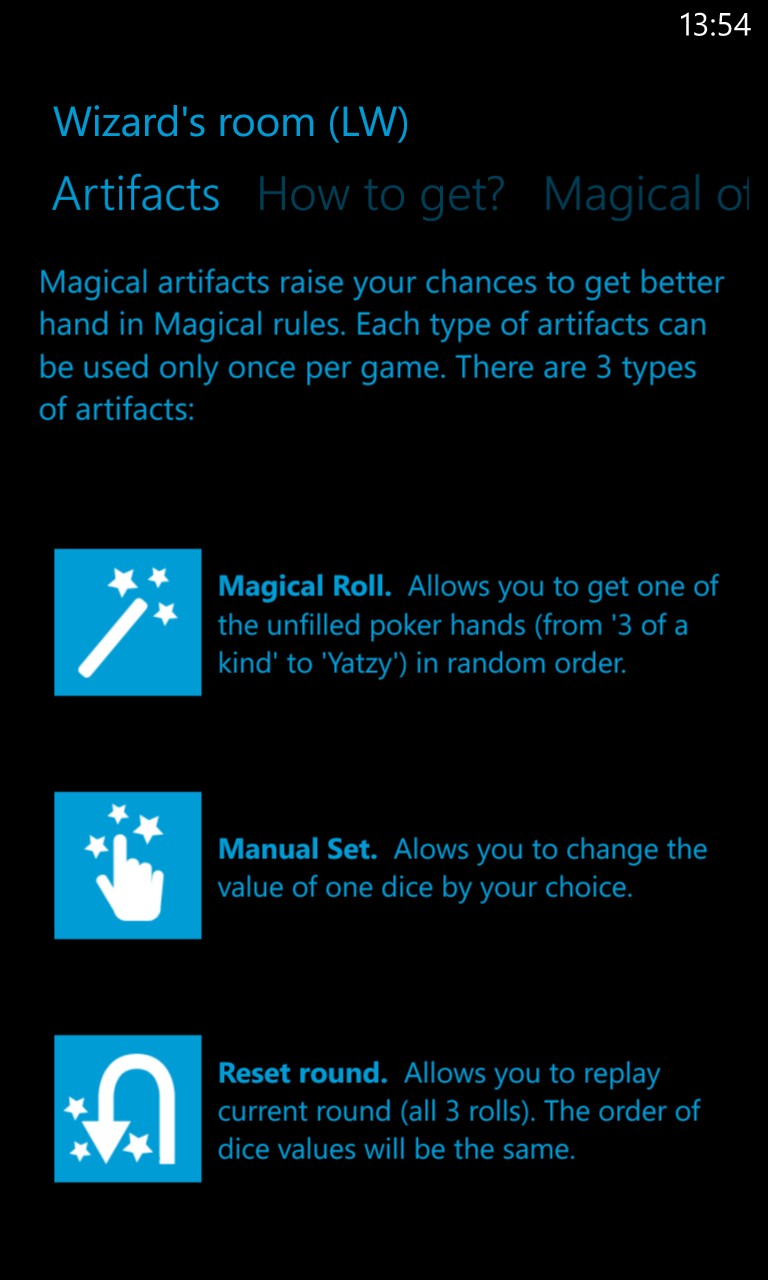 13:54
Wizard's room (LW)
Artifacts How to get? Magical of
Magical artifacts raise your chances to get better
hand in Magical rules. Each type of artifacts can
be used only once per game. There are 3 types
of artifacts:
Magical Roll. Allows you to get one of
the unfilled poker hands (from '3 of a
kind' to 'Yatzy') in random order.
Manual Set. Alows you to change the
value of one dice by your choice.
Reset round. Allows you to replay
current round (all 3 rolls). The order of
dice values will be the same.